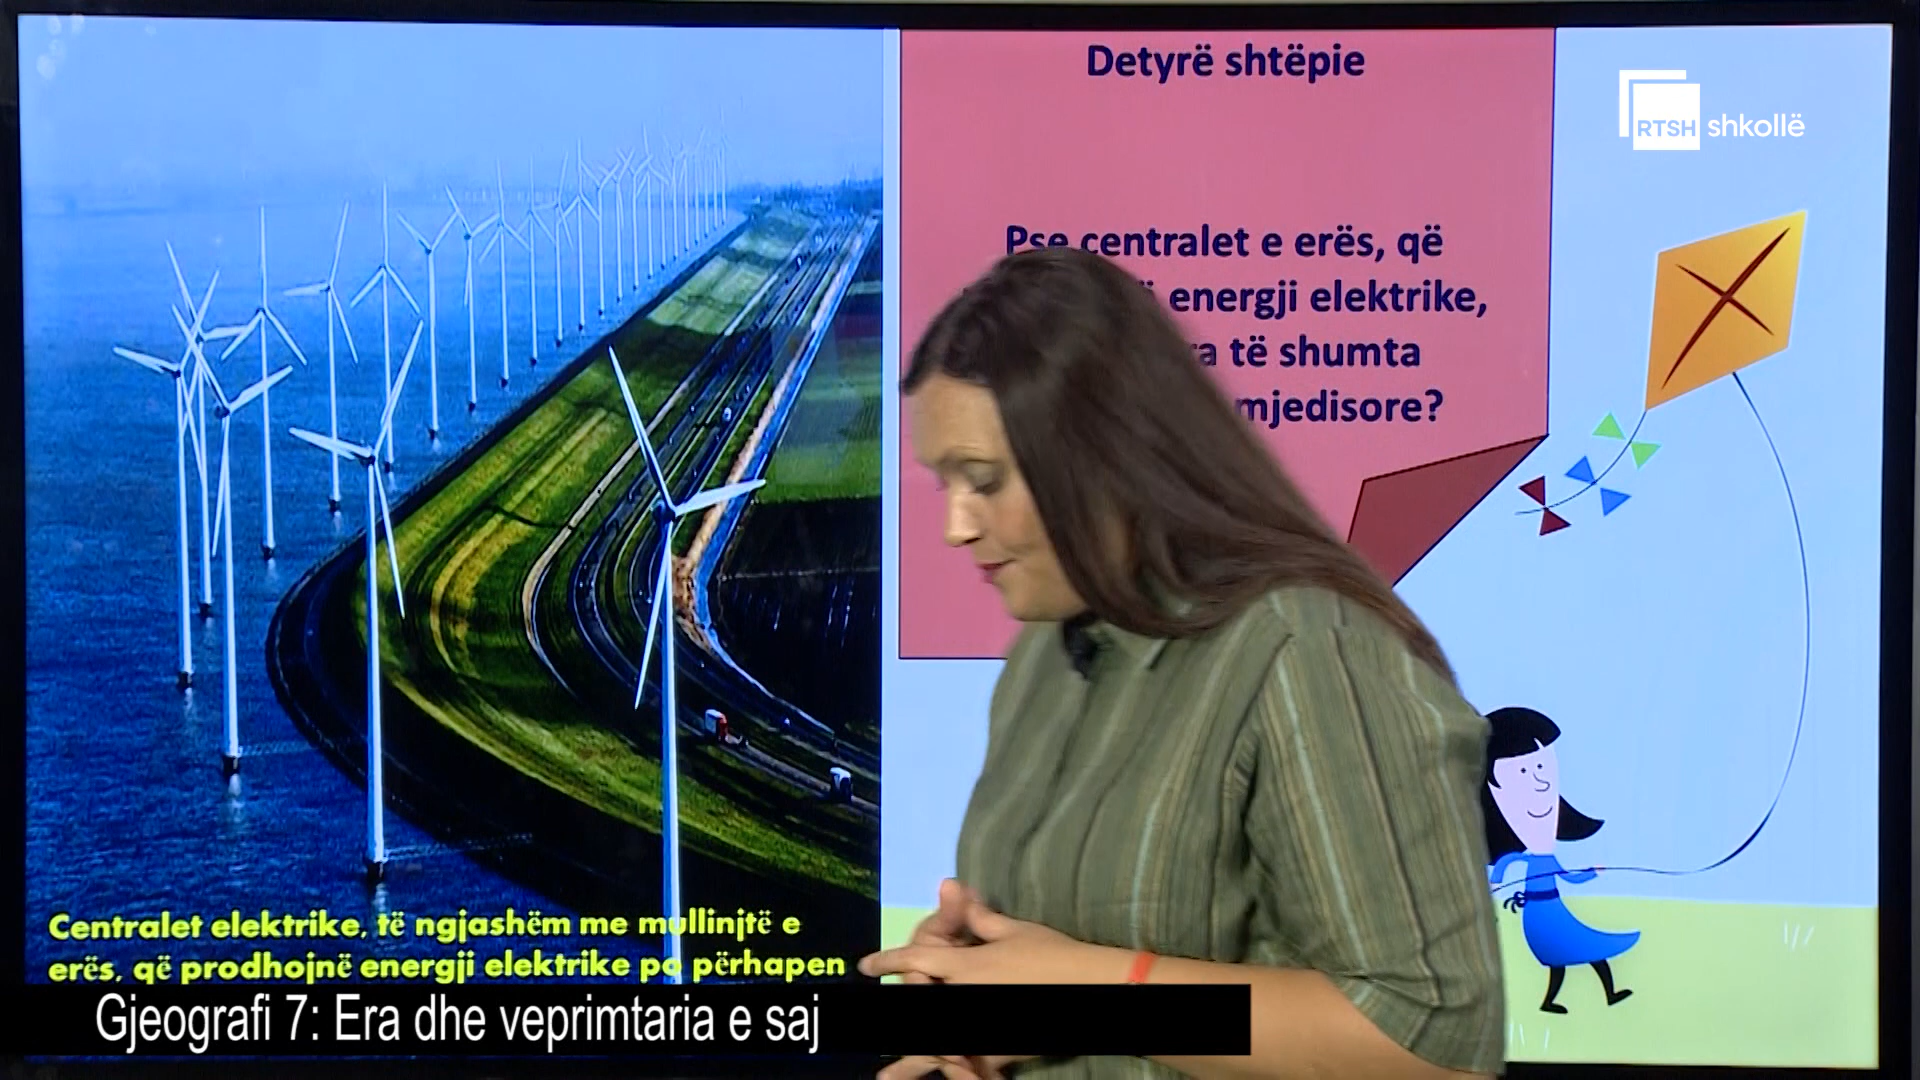 Detyrë shtëpie
RTSH shkollë
Pse centralet e erës, që
energji elektrike,
të shumta
mjedisore?
Centralet elektrike, të ngjashëm me mullinjtë e
erës, që prodhojnë energji elektrike po përhapen
Gjeografi 7: Era dhe veprimtaria e saj